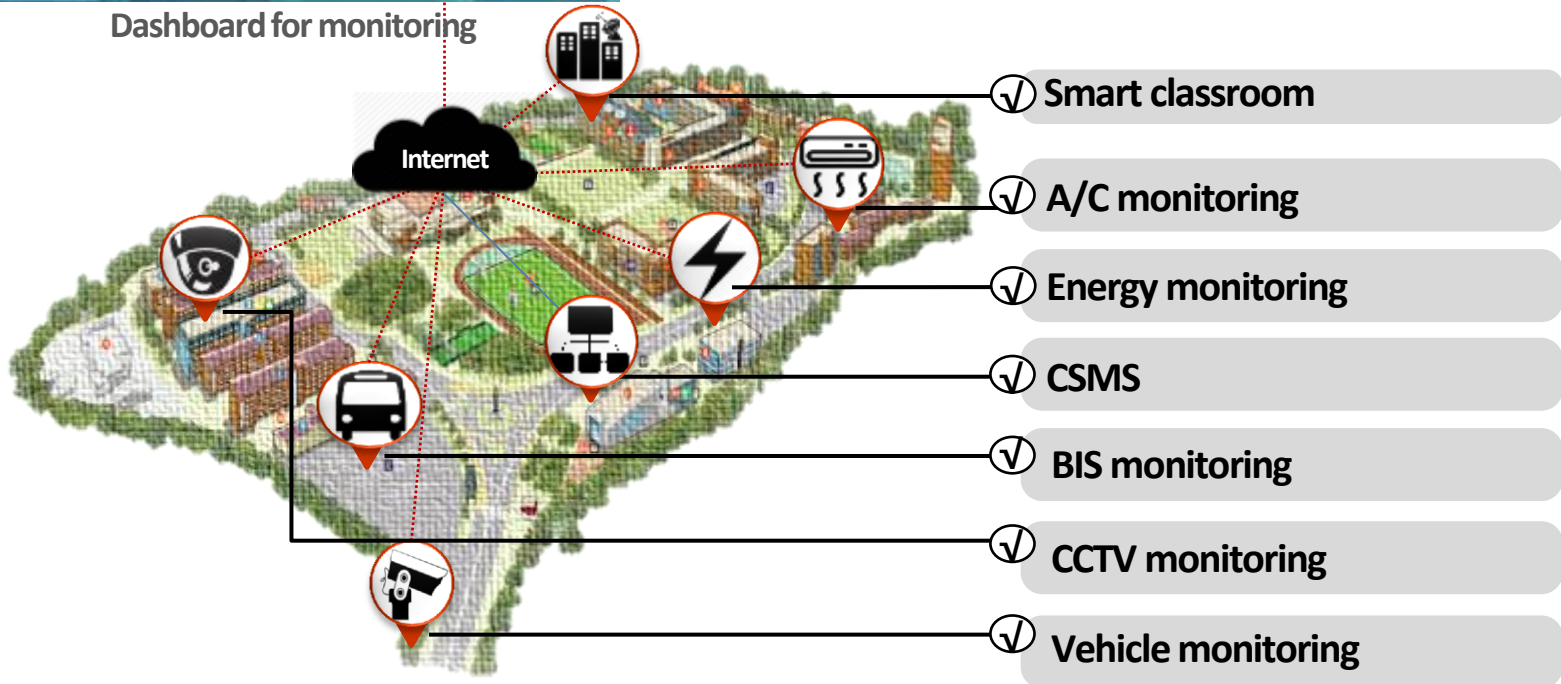 Dashboard for monitoring
Internet
√ Smart classroom
√ A/C monitoring
√ Energy monitoring
√ CSMS
√ BIS monitoring
√ CCTV monitoring
√ Vehicle monitoring